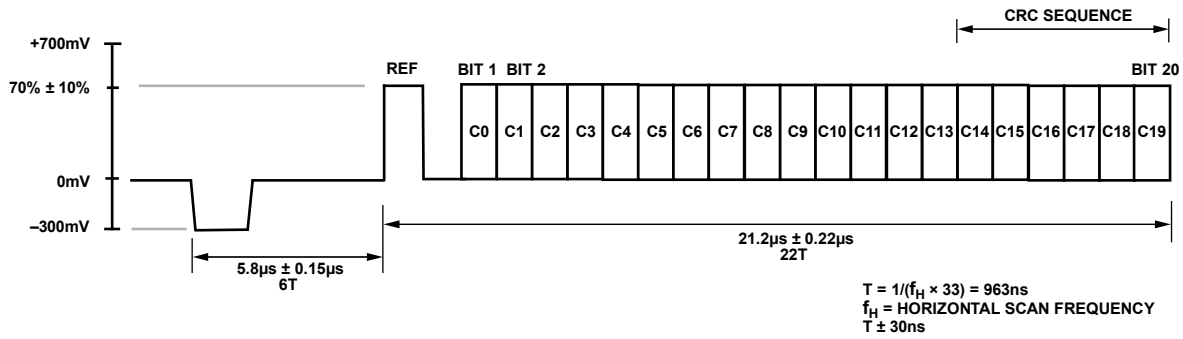 CRC SEQUENCE
+700mV
REF
BIT 1 BIT 2
BIT 20
70% ± 10%
C0 C1 C2 C3 C4 C5 C6 C7 C8 C9 C10 C11 C12 C13 C14 C15 C16 C17 C18 C19
0mV
–300mV
21.2µs ± 0.22µs
22T
5.8µs ± 0.15µs
6T
T = 1/(fH × 33) = 963ns
fH = HORIZONTAL SCAN FREQUENCY
T ± 30ns